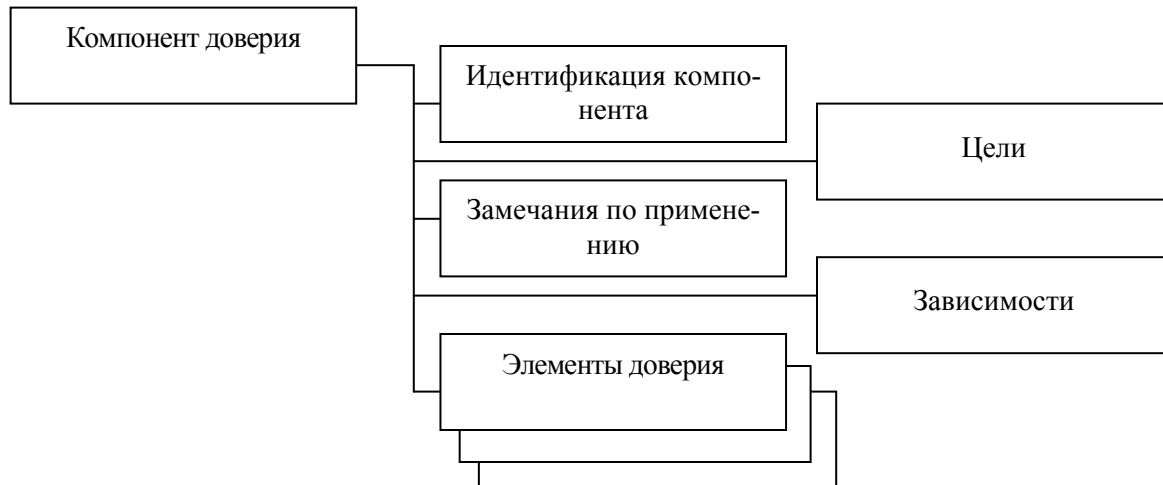 Компонент доверия
Идентификация компо-
нента
Цели
Замечания по примене-
нию
Зависимости
Элементы доверия